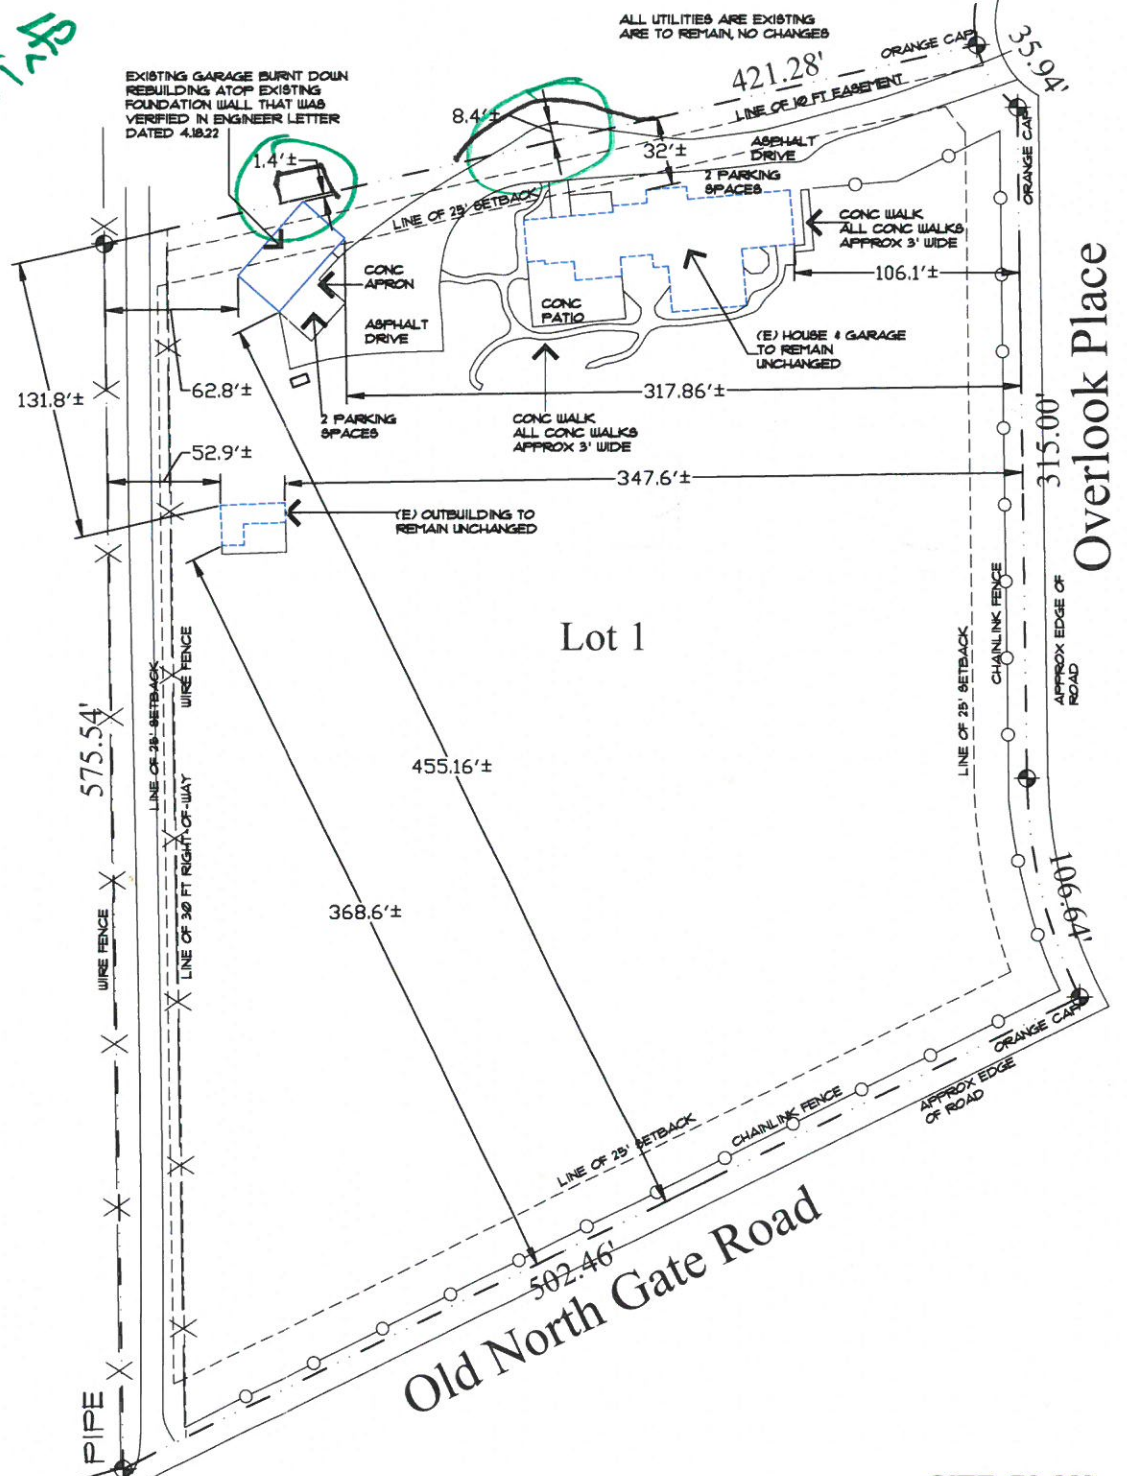 ALL UTILITIES ARE EXISTING
ARE TO REMAIN, NO CHANGES
ORANGE CAP
35.94'
421.28'
LINE OF 10 FT EASEMENT
EXISTING GARAGE BURNT DOWN
REBUILDING ATOP EXISTING
FOUNDATION WALL THAT WAS
VERIFIED IN ENGINEER LETTER
DATED 4.18.22
8.4'±
1.4'±
32'±
ASPHALT
DRIVE
2 PARKING
SPACES
ORANGE CAP
LINE OF 25' SETBACK
CONC WALK
ALL CONC WALKS
APPROX 3' WIDE
CONC
APRON
106.1'±
CONC
PATIO
ASPHALT
DRIVE
(E) HOUSE & GARAGE
TO REMAIN
UNCHANGED
Overlook Place
131.8'±
62.8'±
317.86'±
2 PARKING
SPACES
CONC WALK
ALL CONC WALKS
APPROX 3' WIDE
315.00'
52.9'±
347.6'±
(E) OUTBUILDING TO
REMAIN UNCHANGED
Lot 1
CHAINLINK FENCE
APPROX EDGE OF
ROAD
LINE OF 25' SETBACK
WIRE FENCE
LINE OF 25' SETBACK
575.54'
455.16'±
LINE OF 30 FT RIGHT-OF-WAY
368.6'±
106.64'
WIRE FENCE
ORANGE CAP
APPROX EDGE
OF ROAD
CHAINLINK FENCE
LINE OF 25' SETBACK
502.46'
Old North Gate Road
PIPE